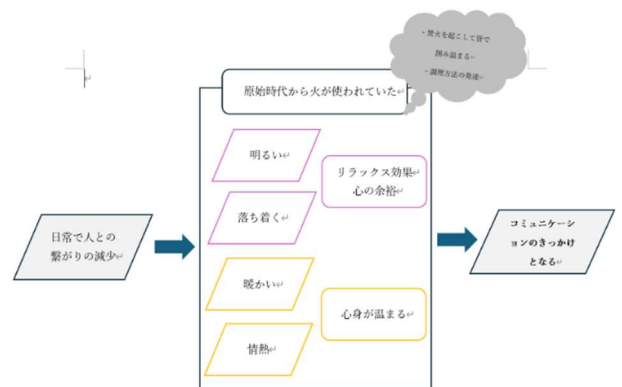 ・焚火を起こして皆で
囲み温まる
・調理方法の発達
原始時代から火が使われていた
明るい
リラックス効果
心の余裕
落ち着く
日常で人との
繋がりの減少
コミュニケーシ
ョンのきっかけ
となる
暖かい
心身が温まる
情熱